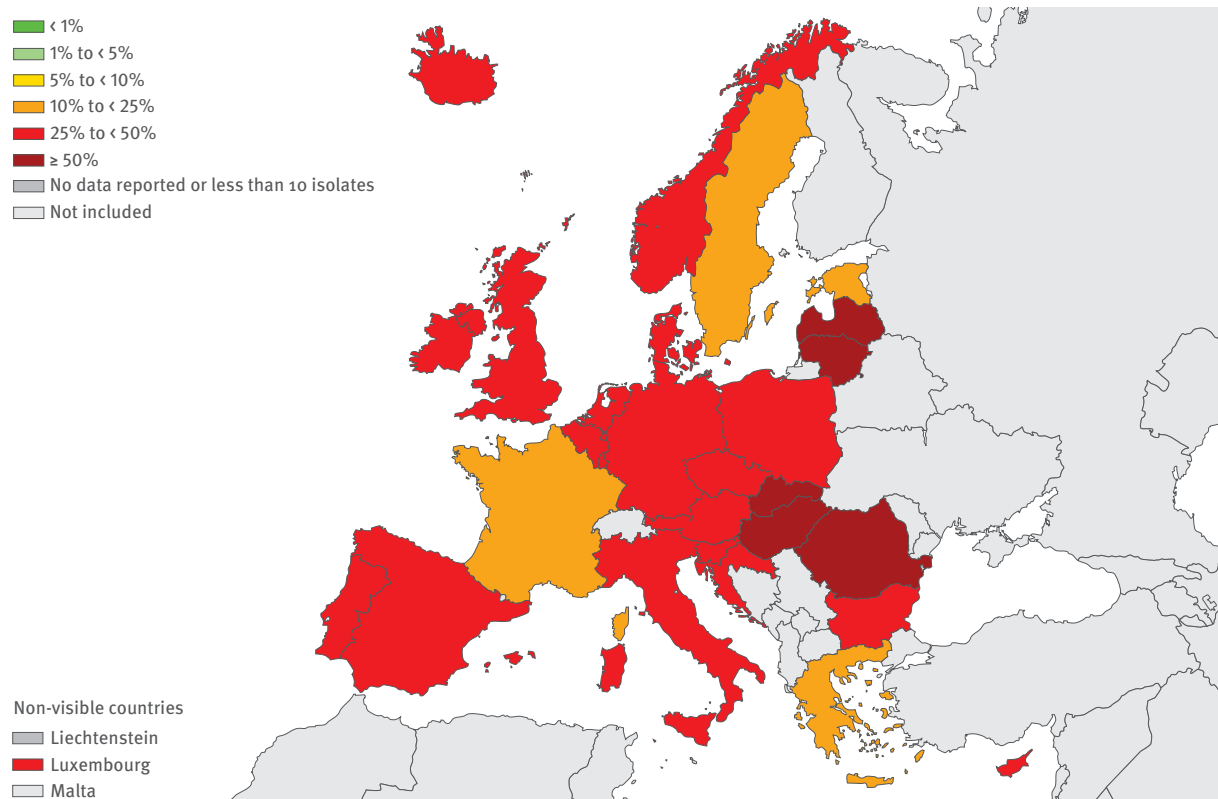 < 1%
1% to < 5%
5% to < 10%
10% to < 25%
25% to < 50%
≥ 50%
No data reported or less than 10 isolates
Not included
Non-visible countries
Liechtenstein
Luxembourg
Malta